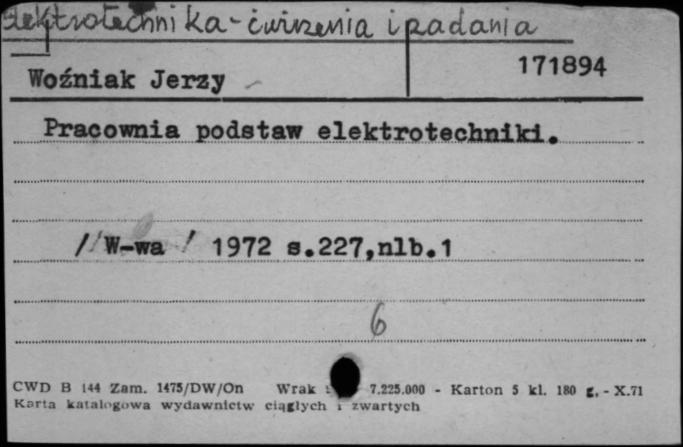 Elektrotechnika - ćwiczenia i zadania
171894
Woźniak Jerzy
Pracownia podstaw elektrotechniki.
/ W-wa / 1972 s.227,nlb.1
6
CWD B 144 Zam. 1475/DW/On Wrak 7.225.000 - Karton 5 kl. 180 g. - X.71
Karta katalogowa wydawnictw ciągłych i zwartych